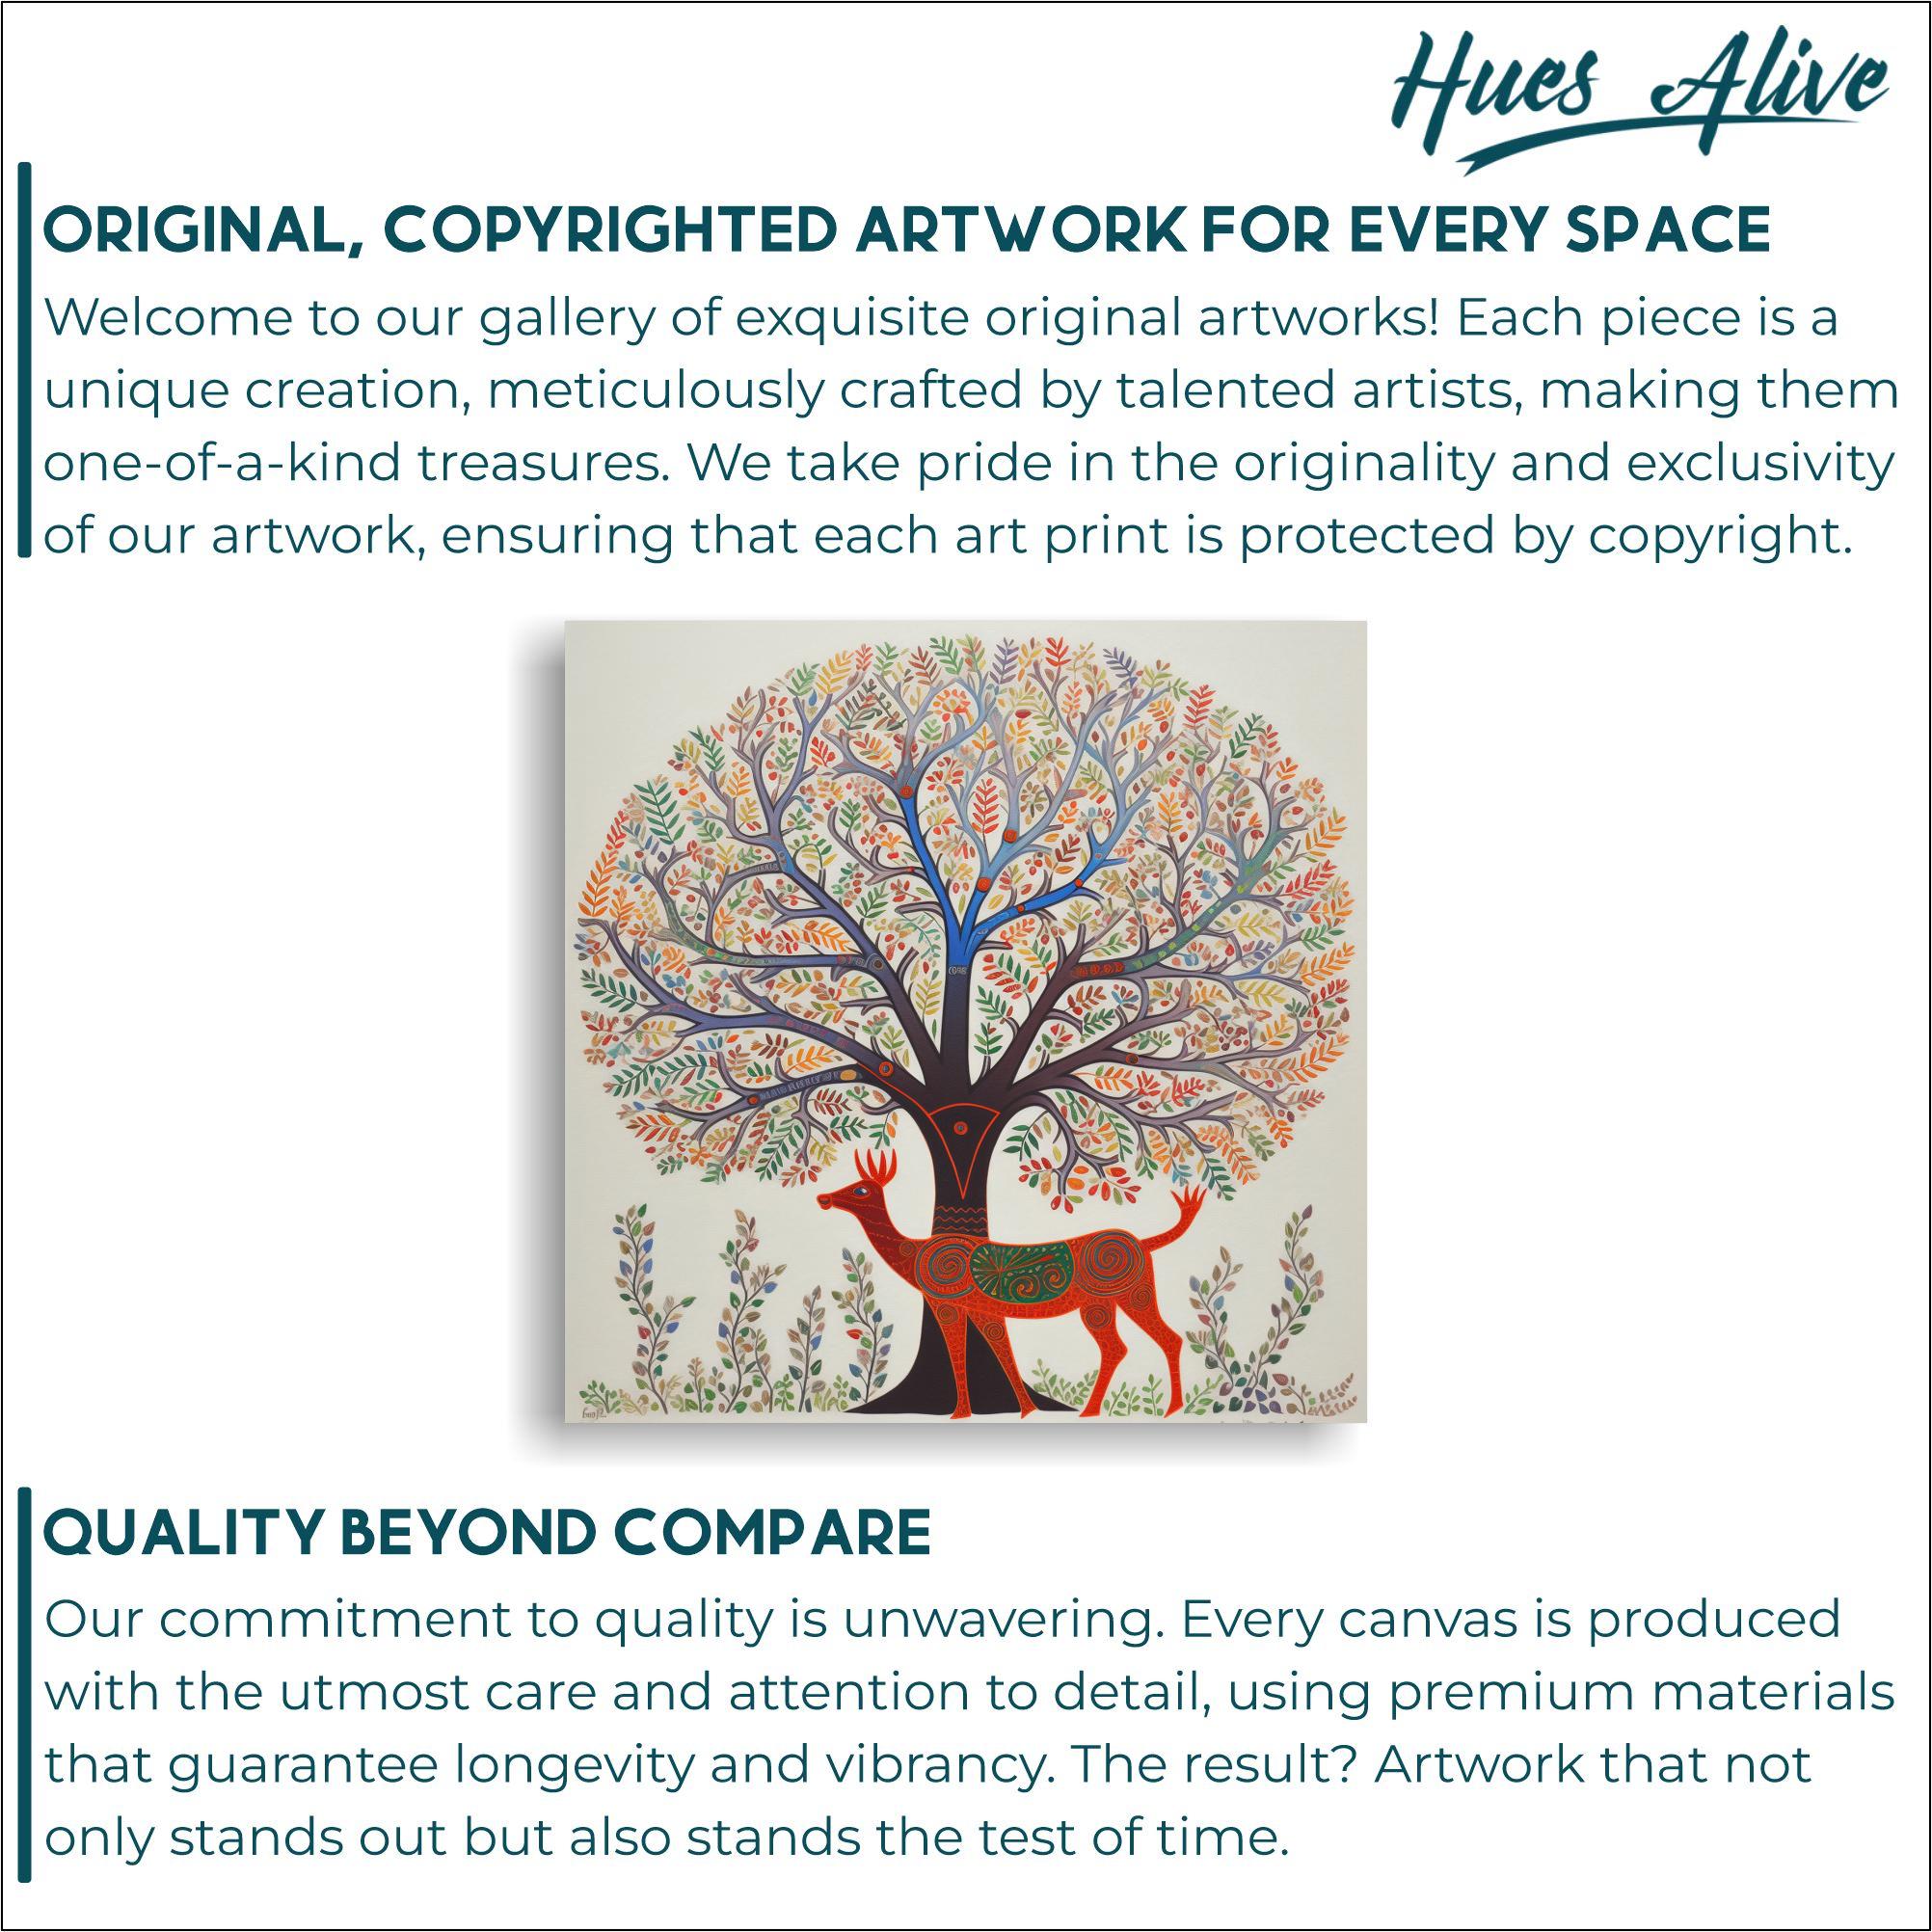 Hues Alive
ORIGINAL, COPYRIGHTED ARTWORK FOR EVERY SPACE
Welcome to our gallery of exquisite original artworks! Each piece is a
unique creation, meticulously crafted by talented artists, making them
one-of-a-kind treasures. We take pride in the originality and exclusivity
of our artwork, ensuring that each art print is protected by copyright.
QUALITY BEYOND COMPARE
Our commitment to quality is unwavering. Every canvas is produced
with the utmost care and attention to detail, using premium materials
that guarantee longevity and vibrancy. The result? Artwork that not
only stands out but also stands the test of time.